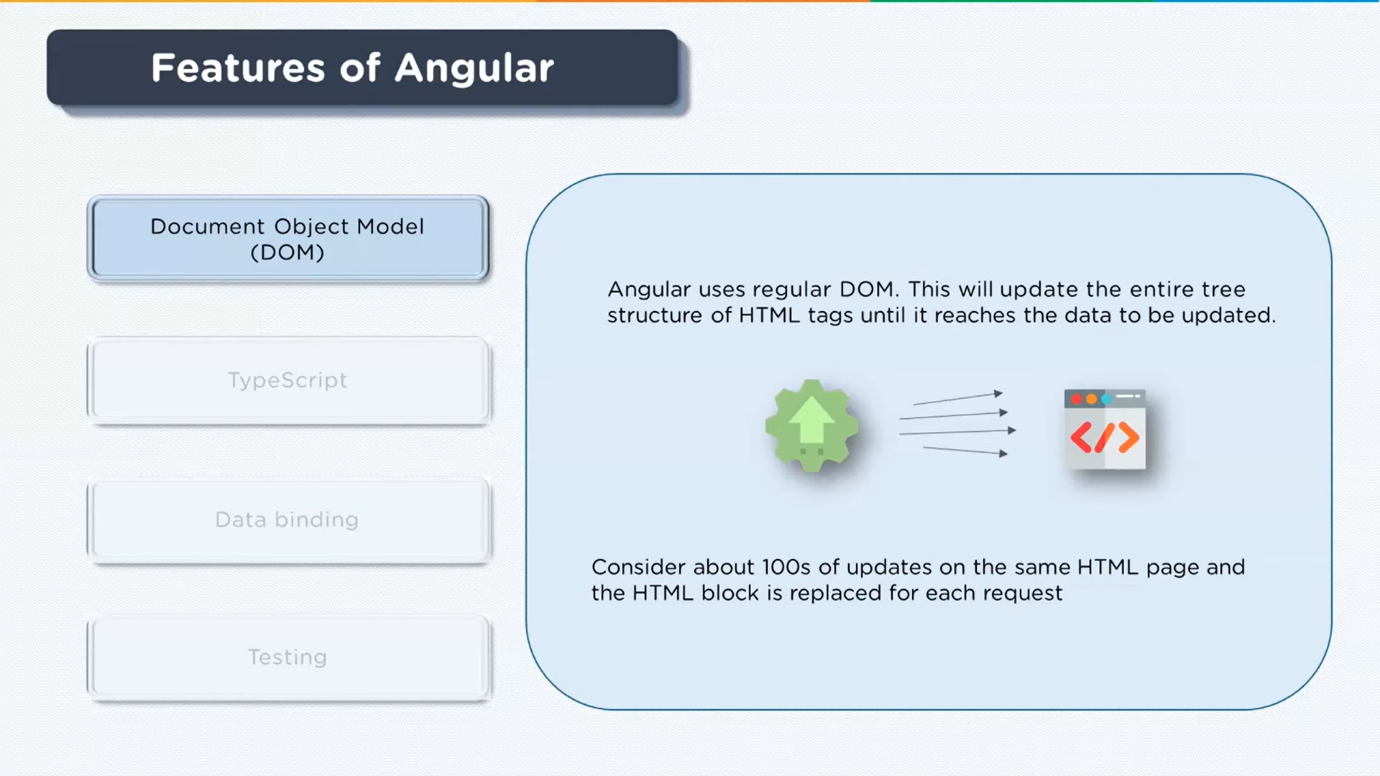 Features of Angular
Document Object Model
(DOM)
TypeScript
Data binding
Testing
Angular uses regular DOM. This will update the entire tree
structure of HTML tags until it reaches the data to be updated.
Consider about 100s of updates on the same HTML page and
the HTML block is replaced for each request